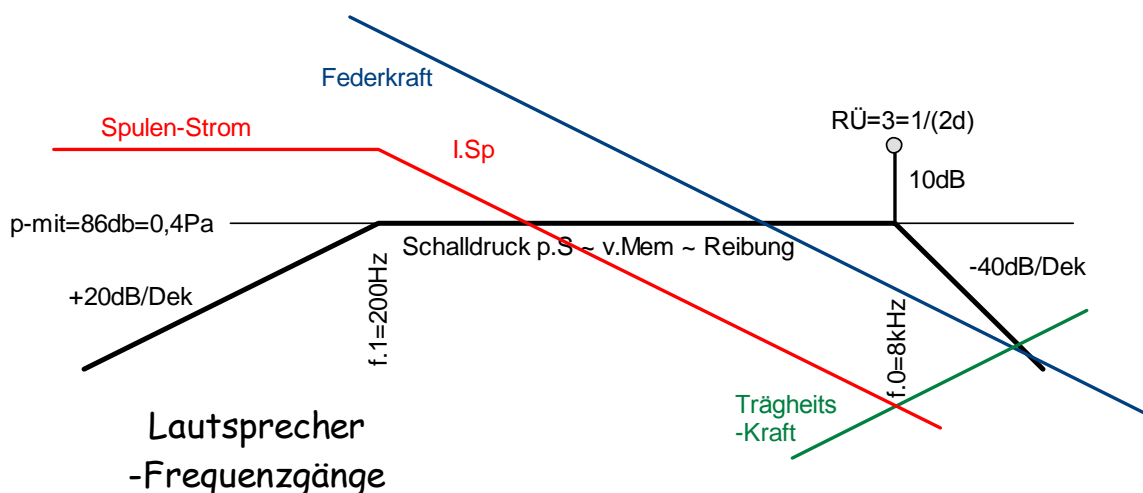 Federkraft
Spulen-Strom
I.Sp
RÜ=3=1/(2d)
10dB
p-mit=86db=0,4Pa
Schalldruck p.S ~ v.Mem ~ Reibung
+20dB/Dek
f.1=200Hz
f.0=8kHz
-40dB/Dek
Trägheits
-Kraft
Lautsprecher
-Frequenzgänge